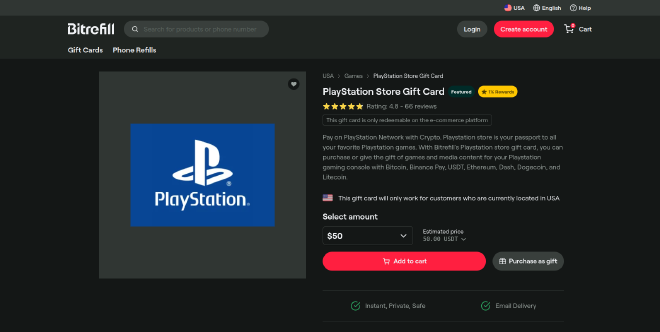 USA English Help
Bitrefill
Search for products or phone number
Login
Create account
Cart
Gift Cards Phone Refills
USA > Games > PlayStation Store Gift Card
PlayStation Store Gift Card
Featured
1% Rewards
Rating: 4.8 - 66 reviews
This gift card is only redeemable on the e-commerce platform
Pay on PlayStation Network with Crypto. Playstation store is your passport to all
your favorite Playstation games. With Bitrefill's Playstation store gift card, you can
purchase or give the gift of games and media content for your Playstation
gaming console with Bitcoin, Binance Pay, USDT, Ethereum, Dash, Dogecoin, and
Litecoin.
This gift card will only work for customers who are currently located in USA
Select amount
$50
Estimated price
50.00 USDT
Add to cart
Purchase as gift
Instant, Private, Safe
Email Delivery
PlayStation®